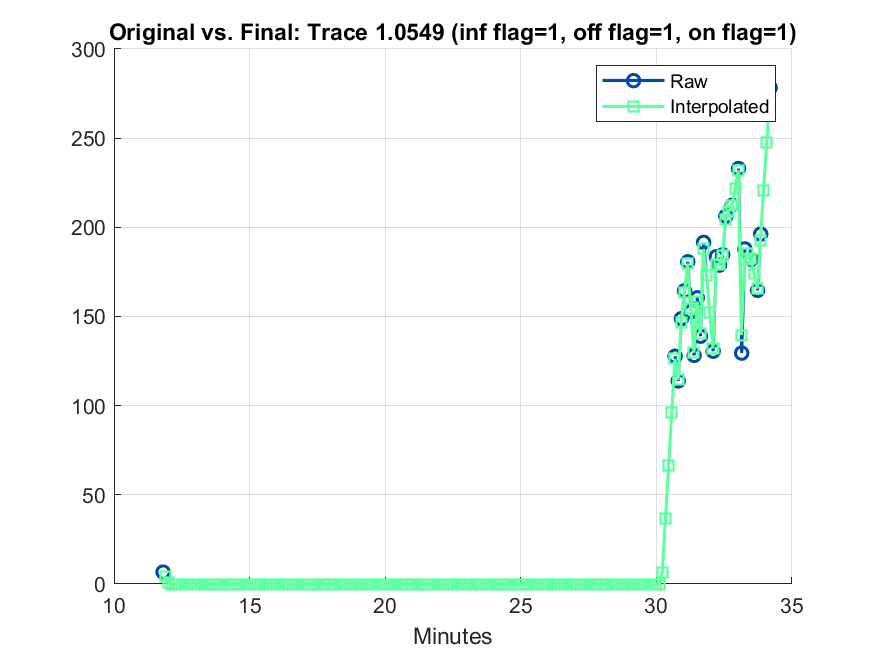 Original vs. Final: Trace 1.0549 (inf flag=1, off flag=1, on flag=1)
300
250
200
150
100
50
0
Raw
Interpolated
10 15 20 25 30 35
Minutes